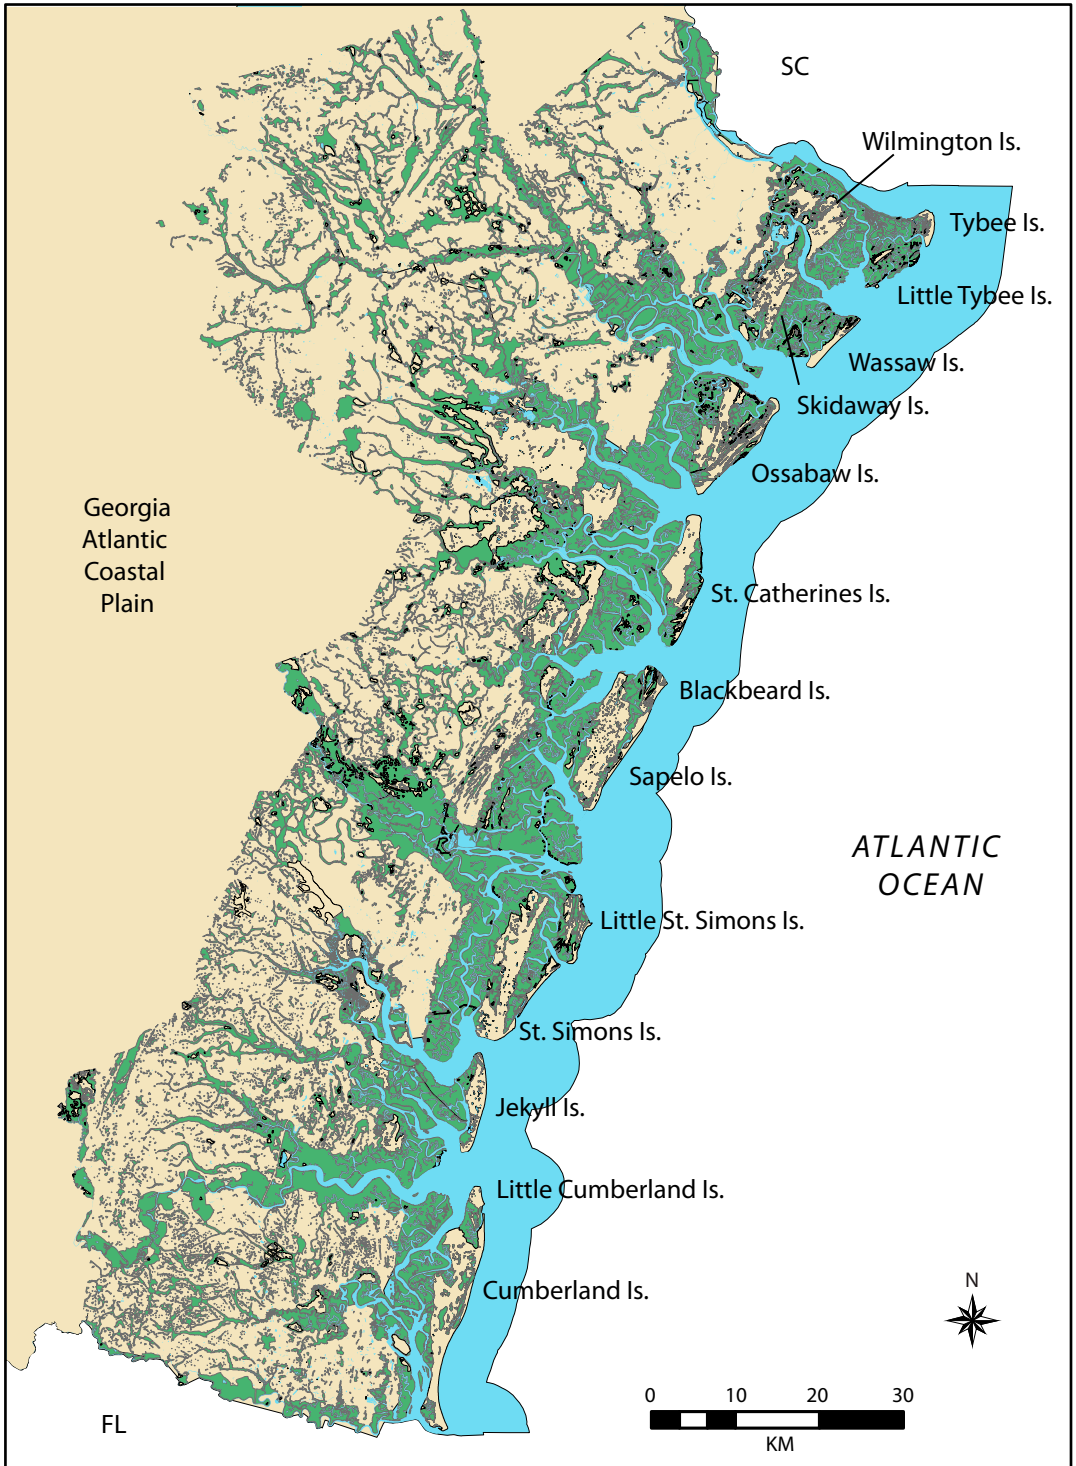 SC
Wilmington Is.
Tybee Is.
Little Tybee Is.
Wassaw Is.
Skidaway Is.
Ossabaw Is.
Georgia
Atlantic
Coastal
Plain
St. Catherines Is.
Blackbeard Is.
Sapelo Is.
ATLANTIC
OCEAN
Little St. Simons Is.
St. Simons Is.
Jekyll Is.
Little Cumberland Is.
Cumberland Is.
N
0 10 20 30
KM
FL